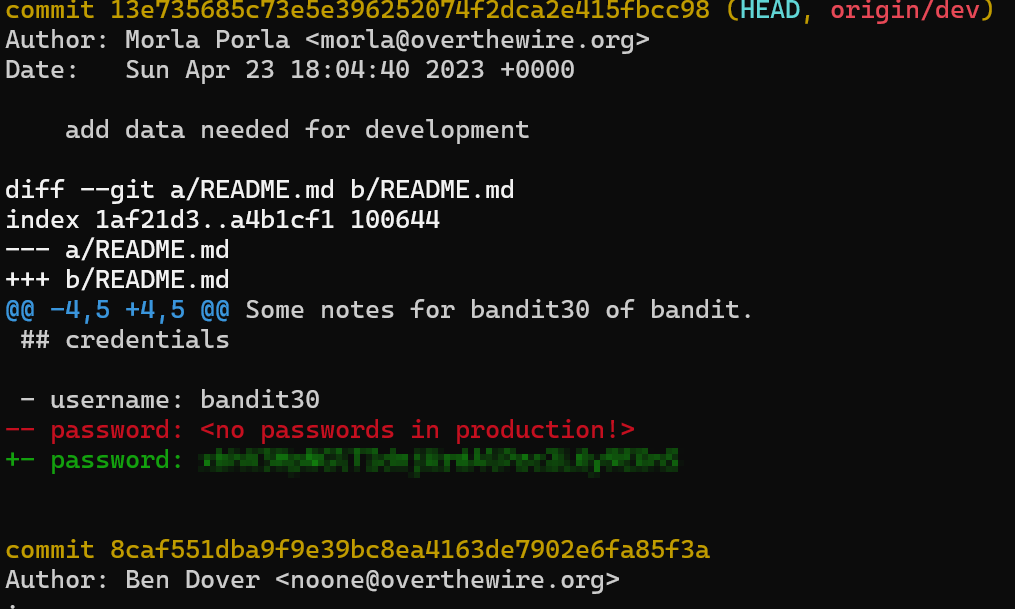 commit 13e735685c73e5e396252074f2dca2e415fbcc98 (HEAD, origin/dev)
Author: Morla Porla <morla@overthewire.org>
Date:   Sun Apr 23 18:04:40 2023 +0000
    add data needed for development
diff --git a/README.md b/README.md
index 1af21d3..a4b1cf1 100644
--- a/README.md
+++ b/README.md
@@ -4,5 +4,5 @@ Some notes for bandit30 of bandit.
 ## credentials
 - username: bandit30
-- password: <no passwords in production!>
+- password:
commit 8caf551dba9f9e39bc8ea4163de7902e6fa85f3a
Author: Ben Dover <noone@overthewire.org>